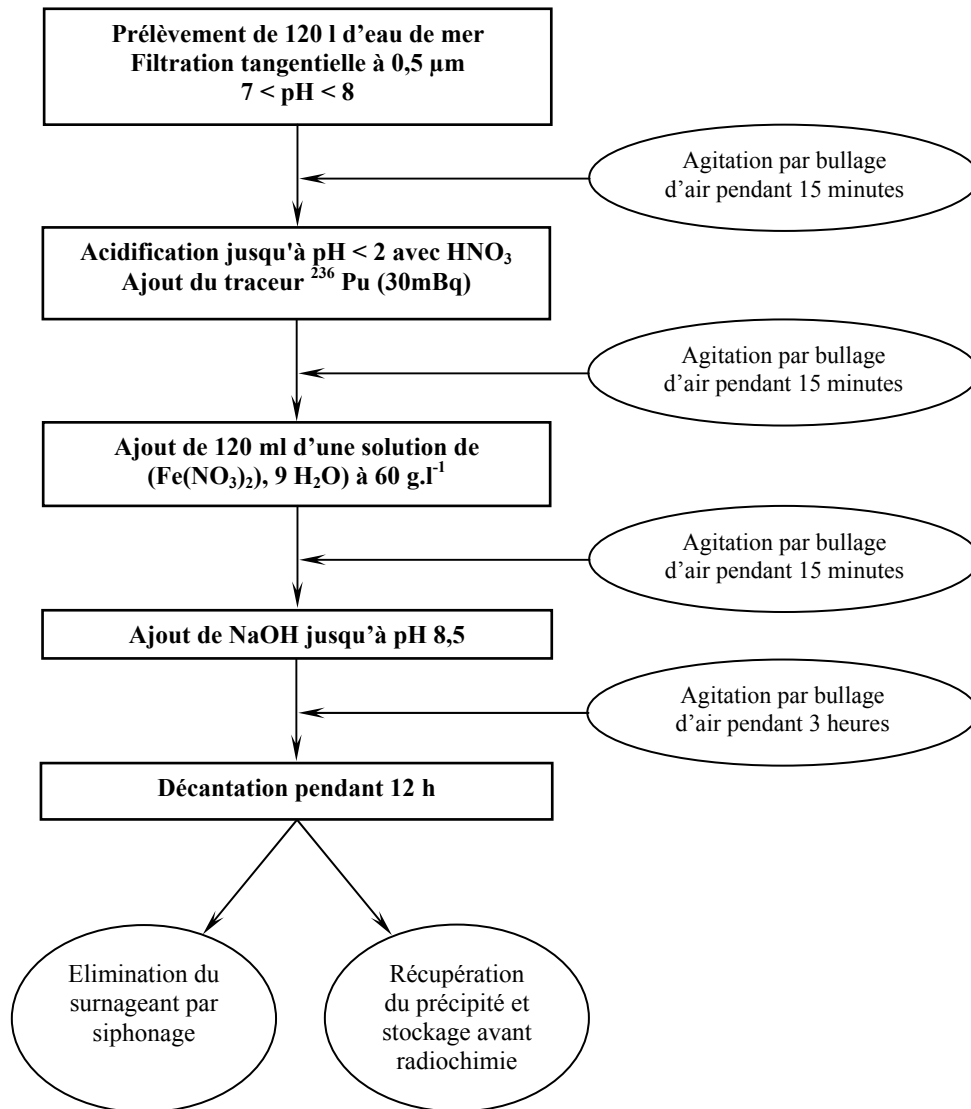 Prélèvement de 120 l d’eau de mer
Filtration tangentielle à 0,5 µm
7 < pH < 8
Agitation par bullage
d’air pendant 15 minutes
Acidification jusqu'à pH < 2 avec HNO₃
Ajout du traceur ²³⁶ Pu (30mBq)
Agitation par bullage
d’air pendant 15 minutes
Ajout de 120 ml d’une solution de
(Fe(NO₃)₂), 9 H₂O) à 60 g.l⁻¹
Agitation par bullage
d’air pendant 15 minutes
Ajout de NaOH jusqu’à pH 8,5
Agitation par bullage
d’air pendant 3 heures
Décantation pendant 12 h
Elimination du
surnageant par
siphonage
Récupération
du précipité et
stockage avant
radiochimie